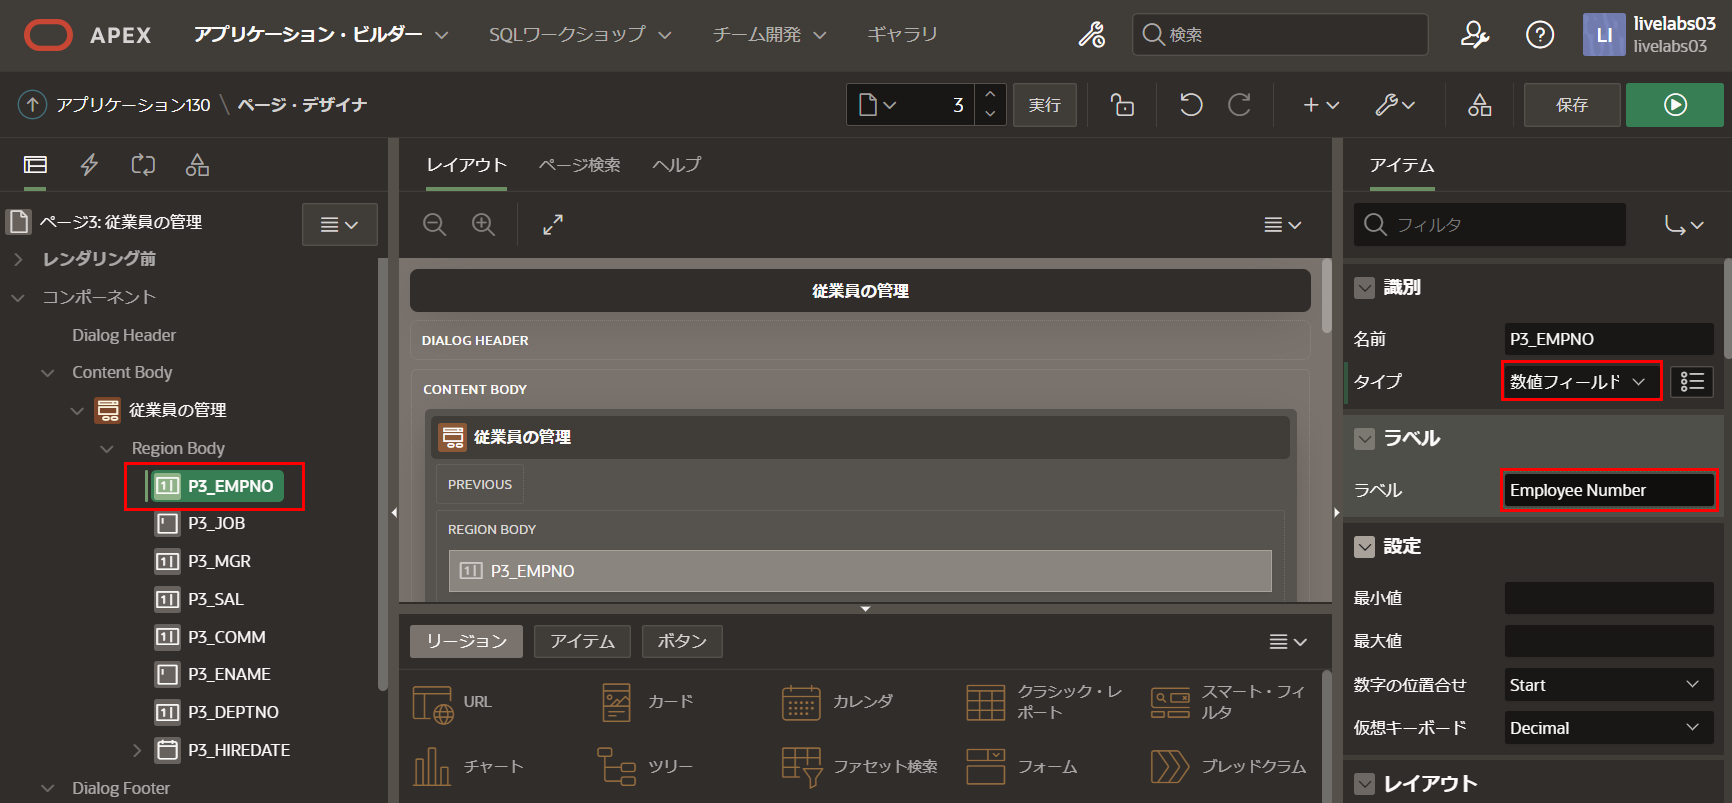 APEX
アプリケーション・ビルダー
SQLワークショップ
チーム開発
ギャラリ
検索
LI
livelabs03
livelabs03
アプリケーション130 \ ページ・デザイナ
3
実行
保存
ページ3: 従業員の管理
レンダリング前
コンポーネント
Dialog Header
Content Body
従業員の管理
Region Body
P3_EMPNO
P3_JOB
P3_MGR
P3_SAL
P3_COMM
P3_ENAME
P3_DEPTNO
P3_HIREDATE
Dialog Footer
レイアウト
ページ検索
ヘルプ
従業員の管理
DIALOG HEADER
CONTENT BODY
従業員の管理
PREVIOUS
REGION BODY
P3_EMPNO
リージョン
アイテム
ボタン
URL
カード
カレンダ
クラシック・レ
ポート
スマート・フィ
ルタ
チャート
ツリー
ファセット検索
フォーム
ブレッドクラム
アイテム
フィルタ
識別
名前
P3_EMPNO
タイプ
数値フィールド
ラベル
ラベル
Employee Number
設定
最小値
最大値
数字の位置合せ
Start
仮想キーボード
Decimal
レイアウト